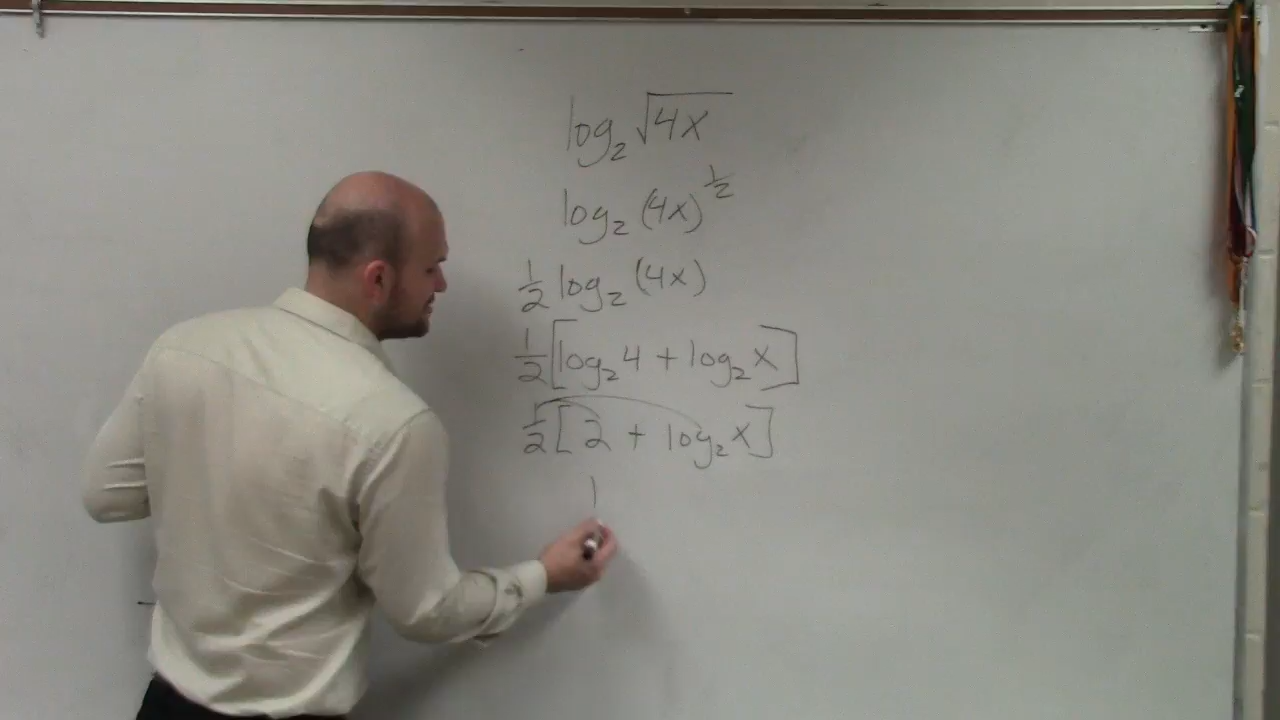 log₂ √4x
log₂ (4x)^½
½ log₂ (4x)
½ [log₂ 4 + log₂ x]
½ [2 + log₂ x]
1